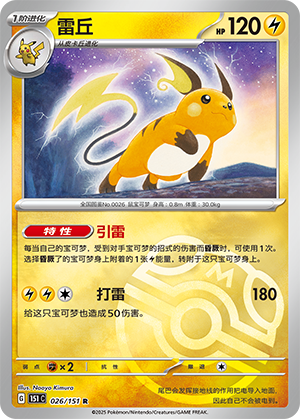 1阶进化
雷丘
HP 120
从皮卡丘进化
全国图鉴No.0026 鼠宝可梦 身高：0.8m 体重：30.0kg
特性 引雷
每当自己的宝可梦，受到对手宝可梦的招式的伤害而昏厥时，可使用1次。
选择昏厥了的宝可梦身上附着的1张能量，转附于这只宝可梦身上。
打雷 180
给这只宝可梦也造成50伤害。
弱点 ×2 抗性 撤退
Illus. Naoyo Kimura
G 151 C 026/151 R
尾巴会发挥接地线的作用把电导入地面，
因此自己不会被电到。
©2025 Pokémon/Nintendo/Creatures/GAME FREAK.